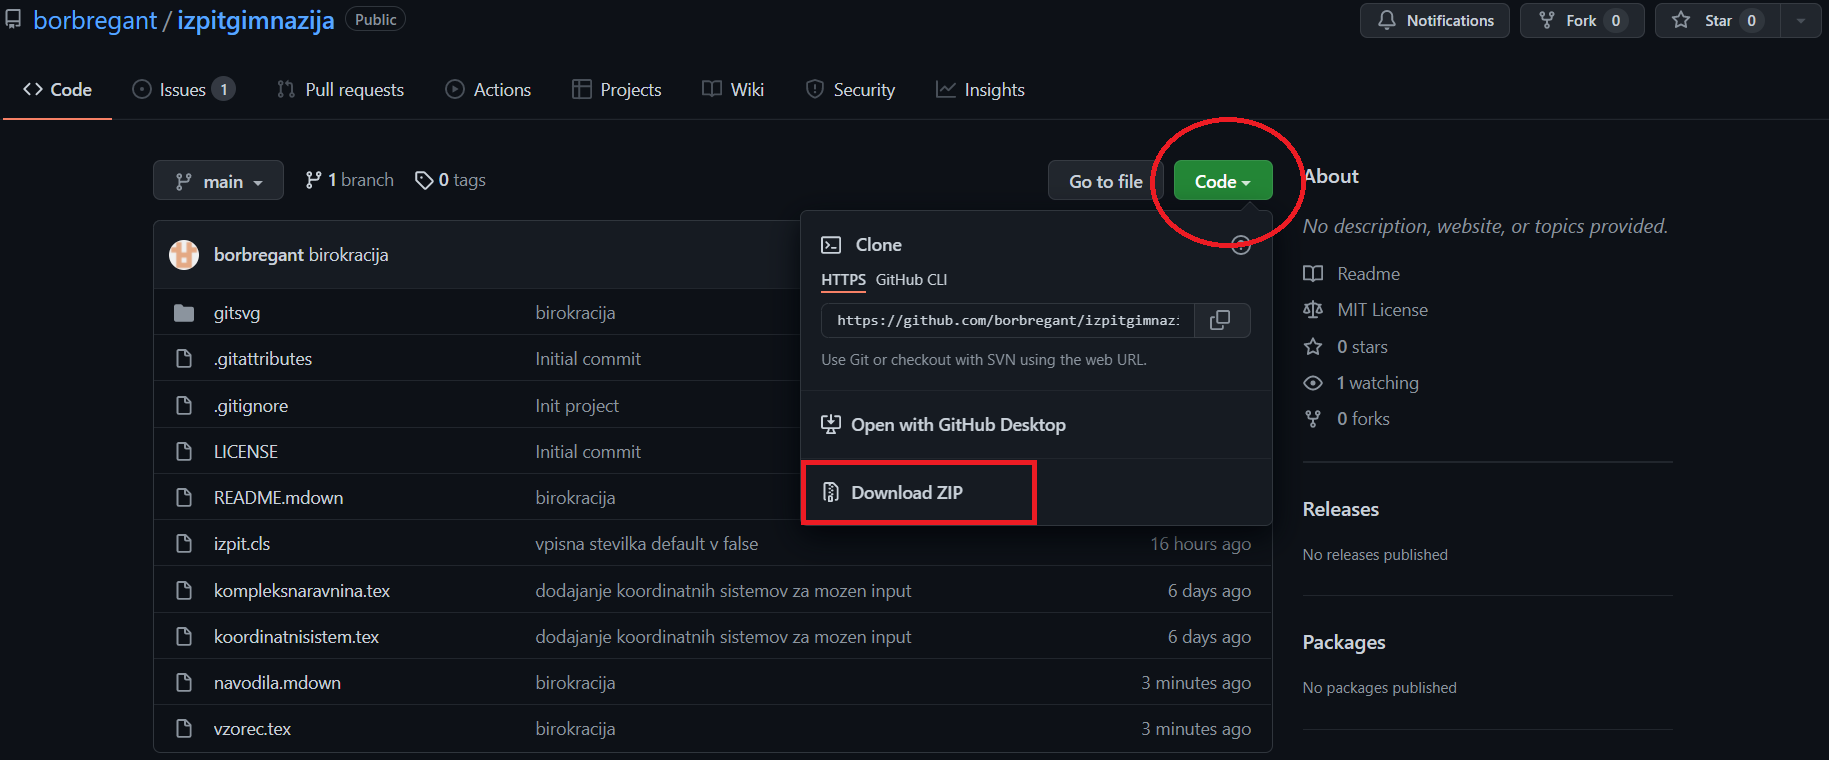 borbregant / izpitgimnazija Public
Notifications Fork 0 Star 0
Code Issues 1 Pull requests Actions Projects Wiki Security Insights
main 1 branch 0 tags Go to file Code
borbregant birokracija
gitsvg birokracija
.gitattributes Initial commit
.gitignore Init project
LICENSE Initial commit
README.mdown birokracija
izpit.cls vpisna stevilka default v false 16 hours ago
kompleksnaravnina.tex dodajanje koordinatnih sistemov za mozen input 6 days ago
koordinatnisistem.tex dodajanje koordinatnih sistemov za mozen input 6 days ago
navodila.mdown birokracija 3 minutes ago
vzorec.tex birokracija 3 minutes ago
Clone
HTTPS GitHub CLI
https://github.com/borbregant/izpitgimnazi
Use Git or checkout with SVN using the web URL.
Open with GitHub Desktop
Download ZIP
About
No description, website, or topics provided.
Readme
MIT License
0 stars
1 watching
0 forks
Releases
No releases published
Packages
No packages published